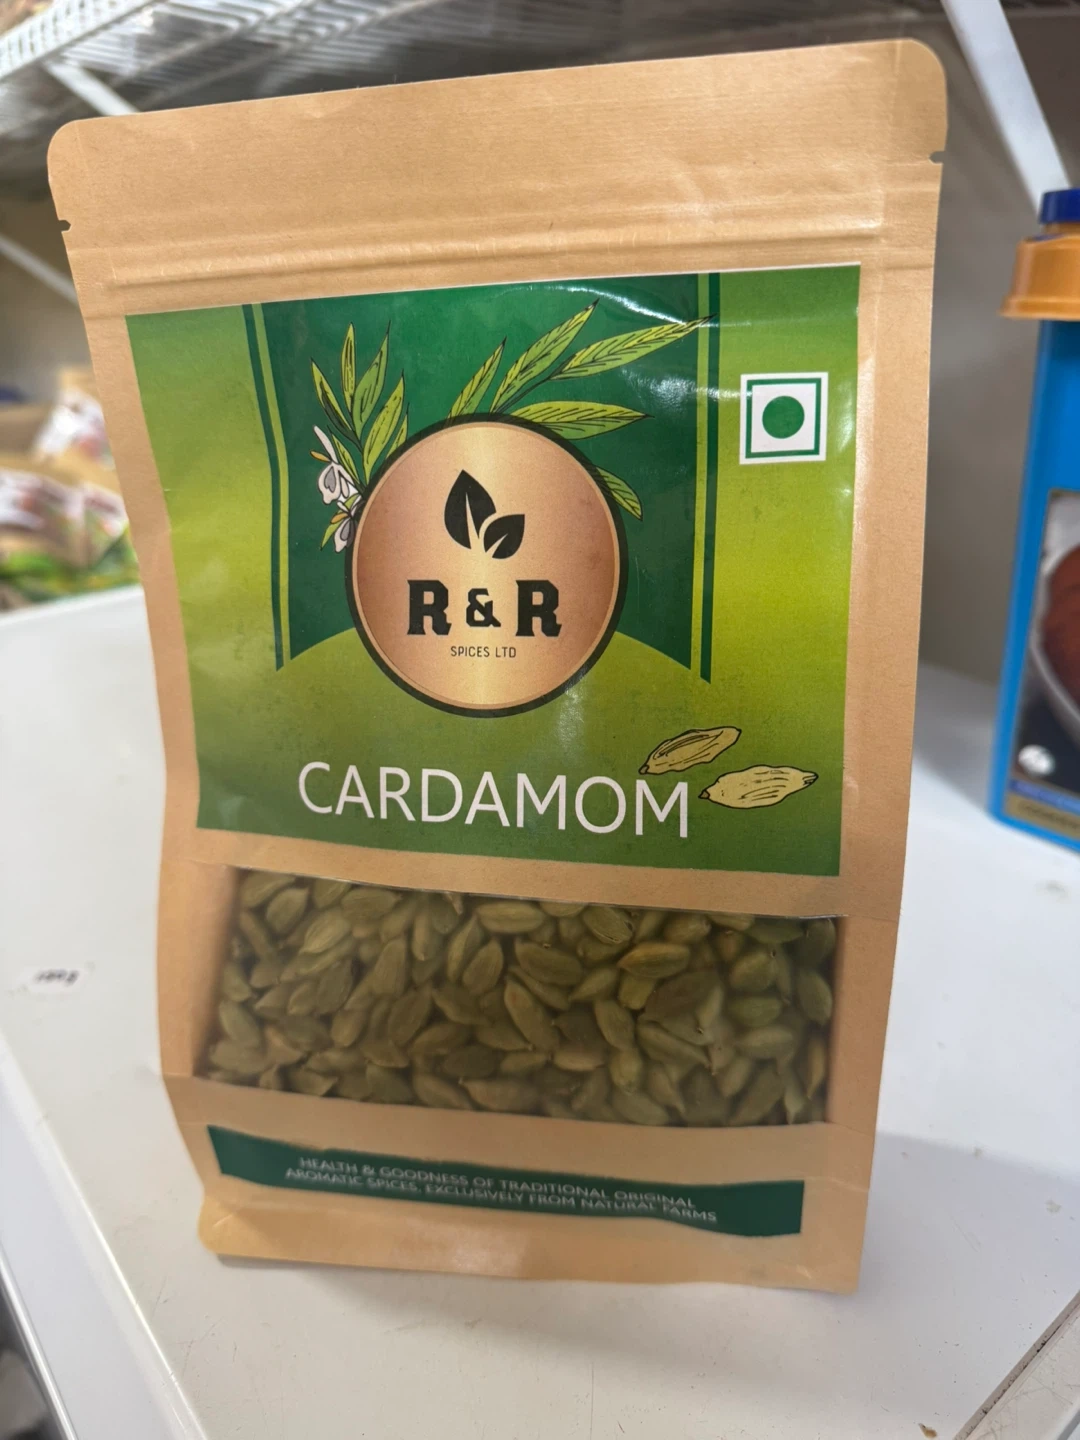 R & R
SPICES LTD
CARDAMOM
HEALTH & GOODNESS OF TRADITIONAL ORIGINAL
AROMATIC SPICES, EXCLUSIVELY FROM NATURAL FARMS